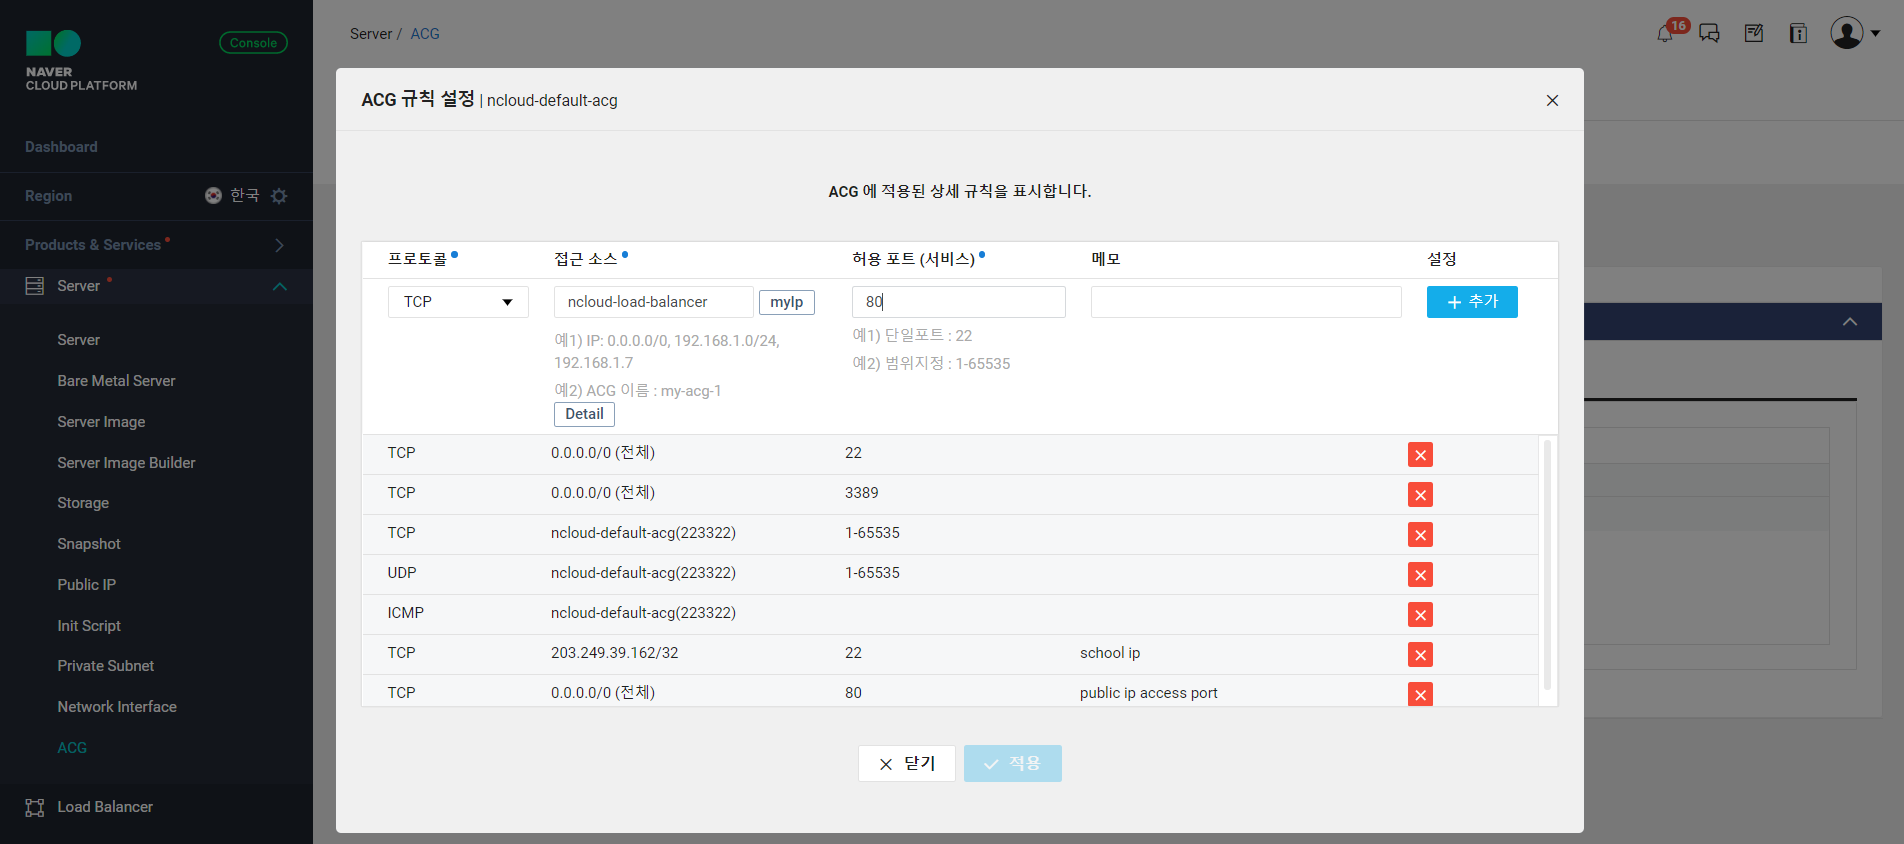 NAVER
CLOUD PLATFORM
Console
Dashboard
Region
한국
Products & Services
Server
Server
Bare Metal Server
Server Image
Server Image Builder
Storage
Snapshot
Public IP
Init Script
Private Subnet
Network Interface
ACG
Load Balancer
Server / ACG
16
ACG 규칙 설정 | ncloud-default-acg
ACG 에 적용된 상세 규칙을 표시합니다.
프로토콜 접근 소스 허용 포트 (서비스) 메모 설정
TCP ncloud-load-balancer myIp 80 + 추가
예1) IP: 0.0.0.0/0, 192.168.1.0/24,
192.168.1.7
예2) ACG 이름 : my-acg-1
Detail
예1) 단일포트 : 22
예2) 범위지정 : 1-65535
TCP 0.0.0.0/0 (전체) 22
TCP 0.0.0.0/0 (전체) 3389
TCP ncloud-default-acg(223322) 1-65535
UDP ncloud-default-acg(223322) 1-65535
ICMP ncloud-default-acg(223322)
TCP 203.249.39.162/32 22 school ip
TCP 0.0.0.0/0 (전체) 80 public ip access port
닫기 적용